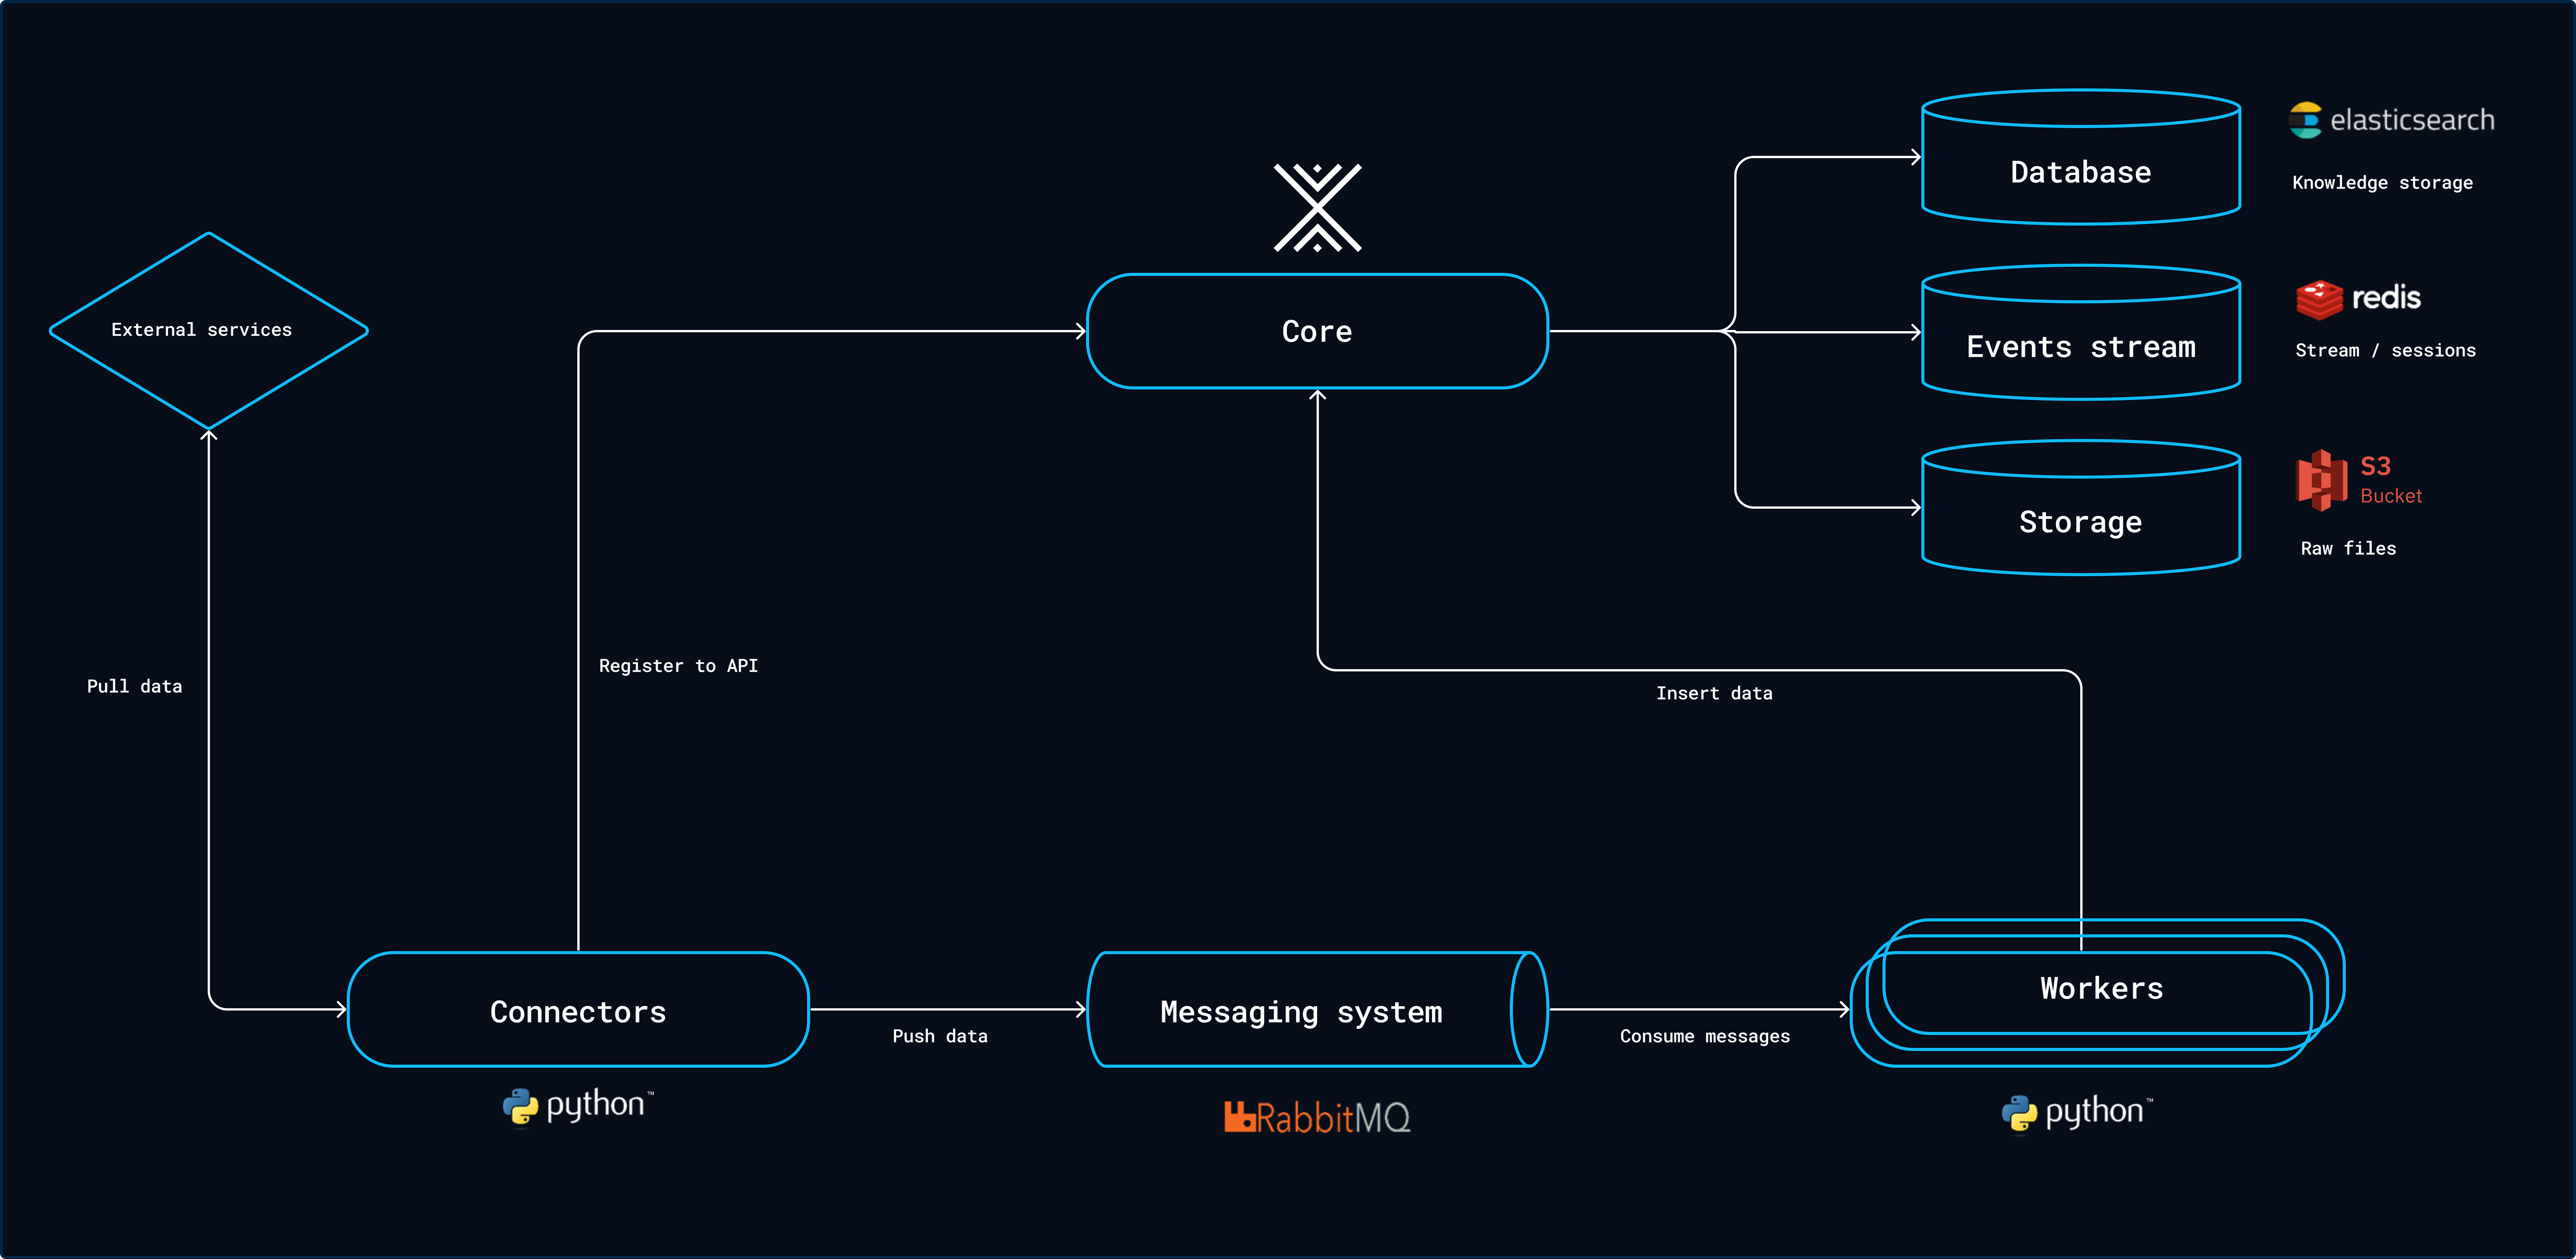 elasticsearch
Database
Knowledge storage
redis
External services
Core
Events stream
Stream / sessions
S3
Bucket
Storage
Raw files
Register to API
Pull data
Insert data
Workers
Connectors
Messaging system
Push data
Consume messages
python™
RabbitMQ
python™